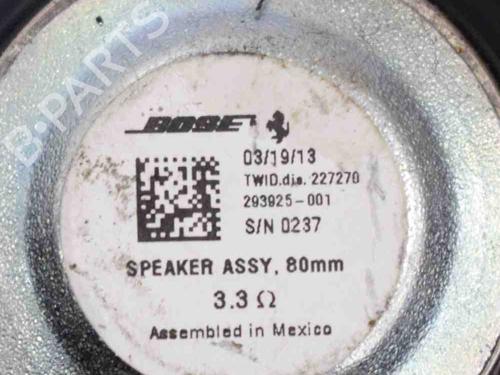 B-PARTS
BOSE
03/19/13
TWID.dis. 227270
293925-001
S/N 0237
SPEAKER ASSY, 80mm
3.3 Ω
Assembled in Mexico